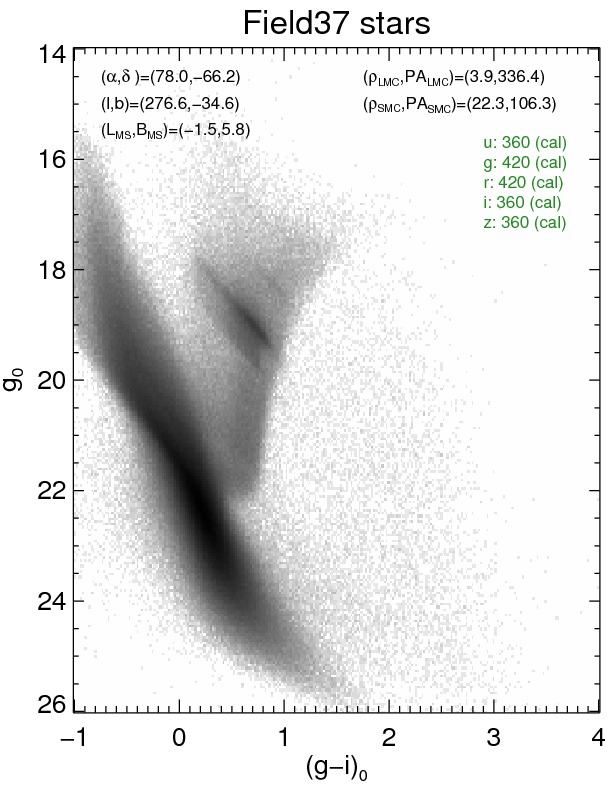 Field37 stars
(α,δ )=(78.0,−66.2)
(ρLMC,PALMC)=(3.9,336.4)
(l,b)=(276.6,−34.6)
(ρSMC,PASMC)=(22.3,106.3)
(LMS,BMS)=(−1.5,5.8)
u: 360 (cal)
g: 420 (cal)
r: 420 (cal)
i: 360 (cal)
z: 360 (cal)
14
16
18
20
22
24
26
g0
−1 0 1 2 3 4
(g−i)0